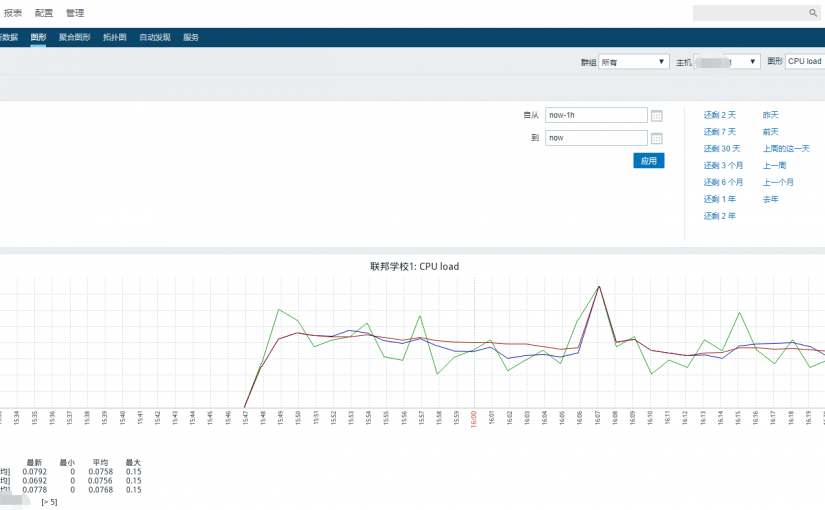 报表 配置 管理
数据 图形 聚合图形 拓扑图 自动发现 服务
群组 所有 主机 图形 CPU load
自从 now-1h
到 now
应用
还剩 2 天 昨天
还剩 7 天 前天
还剩 30 天 上周的这一天
还剩 3 个月 上一周
还剩 6 个月 上一个月
还剩 1 年 去年
还剩 2 年
联邦学校1: CPU load
15:34 15:35 15:36 15:37 15:38 15:39 15:40 15:41 15:42 15:43 15:44 15:45 15:46 15:47 15:48 15:49 15:50 15:51 15:52 15:53 15:54 15:55 15:56 15:57 15:58 15:59 16:00 16:01 16:02 16:03 16:04 16:05 16:06 16:07 16:08 16:09 16:10 16:11 16:12 16:13 16:14 16:15 16:16 16:17 16:18 16:19
最新 最小 平均 最大
均] 0.0792 0 0.0758 0.15
均] 0.0692 0 0.0756 0.15
均] 0.0778 0 0.0768 0.15
[> 5]